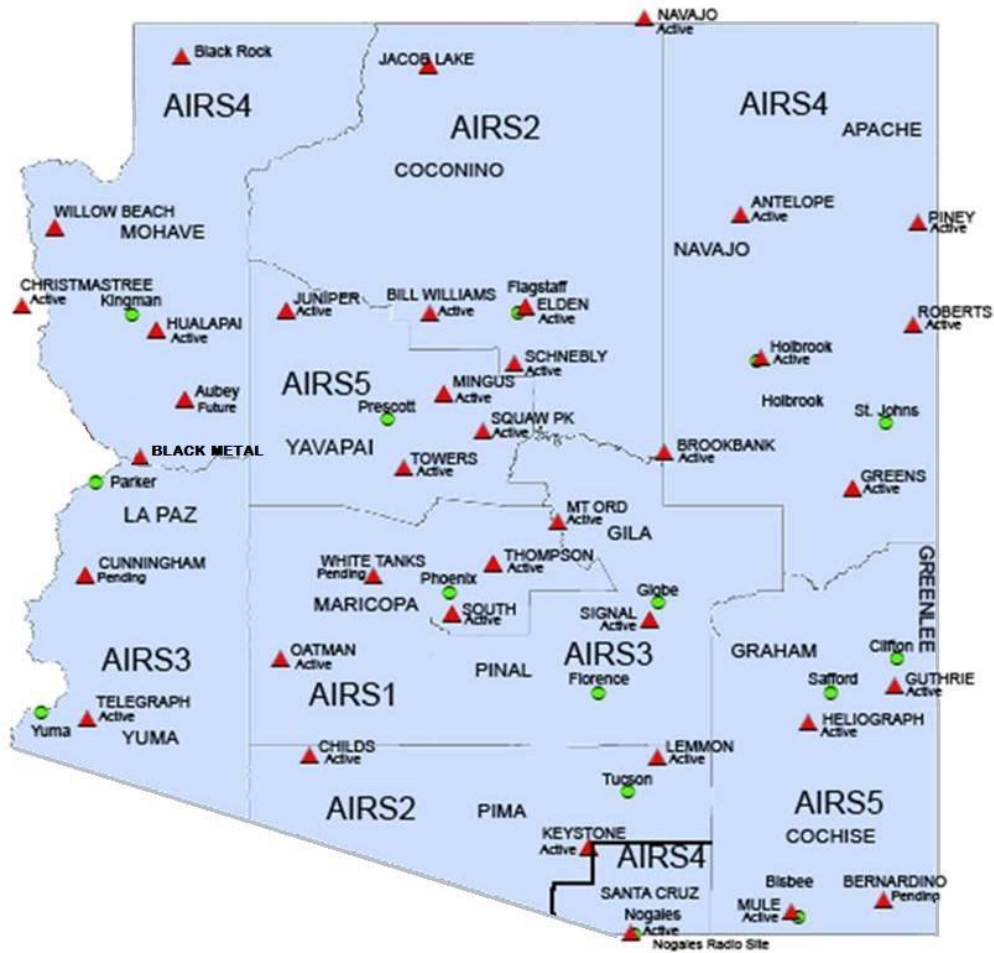 NAVAJO
Active
Black Rock
JACOB LAKE
AIRS4
AIRS2
AIRS4
APACHE
COCONINO
WILLOW BEACH
MOHAVE
ANTELOPE
Active
PINEY
Active
NAVAJO
CHRISTMASTREE
Active
Kingman
HUALAPAI
Active
JUNIPER
Active
BILL WILLIAMS
Active
Flagstaff
ELDEN
Active
ROBERTS
Active
SCHNEBLY
Active
Holbrook
Active
AIRS5
MINGUS
Active
Aubey
Future
Prescott
Holbrook
St. Johns
SQUAW PK
Active
YAVAPAI
BLACK METAL
BROOKBANK
Active
TOWERS
Active
Parker
GREENS
Active
LA PAZ
MT ORD
Active
GILA
CUNNINGHAM
Pending
WHITE TANKS
Pending
THOMPSON
Active
Phoenix
GREENLEE
MARICOPA
SOUTH
Active
Globe
SIGNAL
Active
AIRS3
OATMAN
Active
PINAL
AIRS3
GRAHAM
Clifton
AIRS1
Florence
Safford
GUTHRIE
Active
TELEGRAPH
Active
Yuma
YUMA
HELIOGRAPH
Active
CHILDS
Active
LEMMON
Active
Tucson
AIRS2
PIMA
AIRS5
COCHISE
KEYSTONE
Active
AIRS4
SANTA CRUZ
Bisbee
BERNARDINO
Pending
MULE
Active
Nogales
Active
Nogales Radio Site